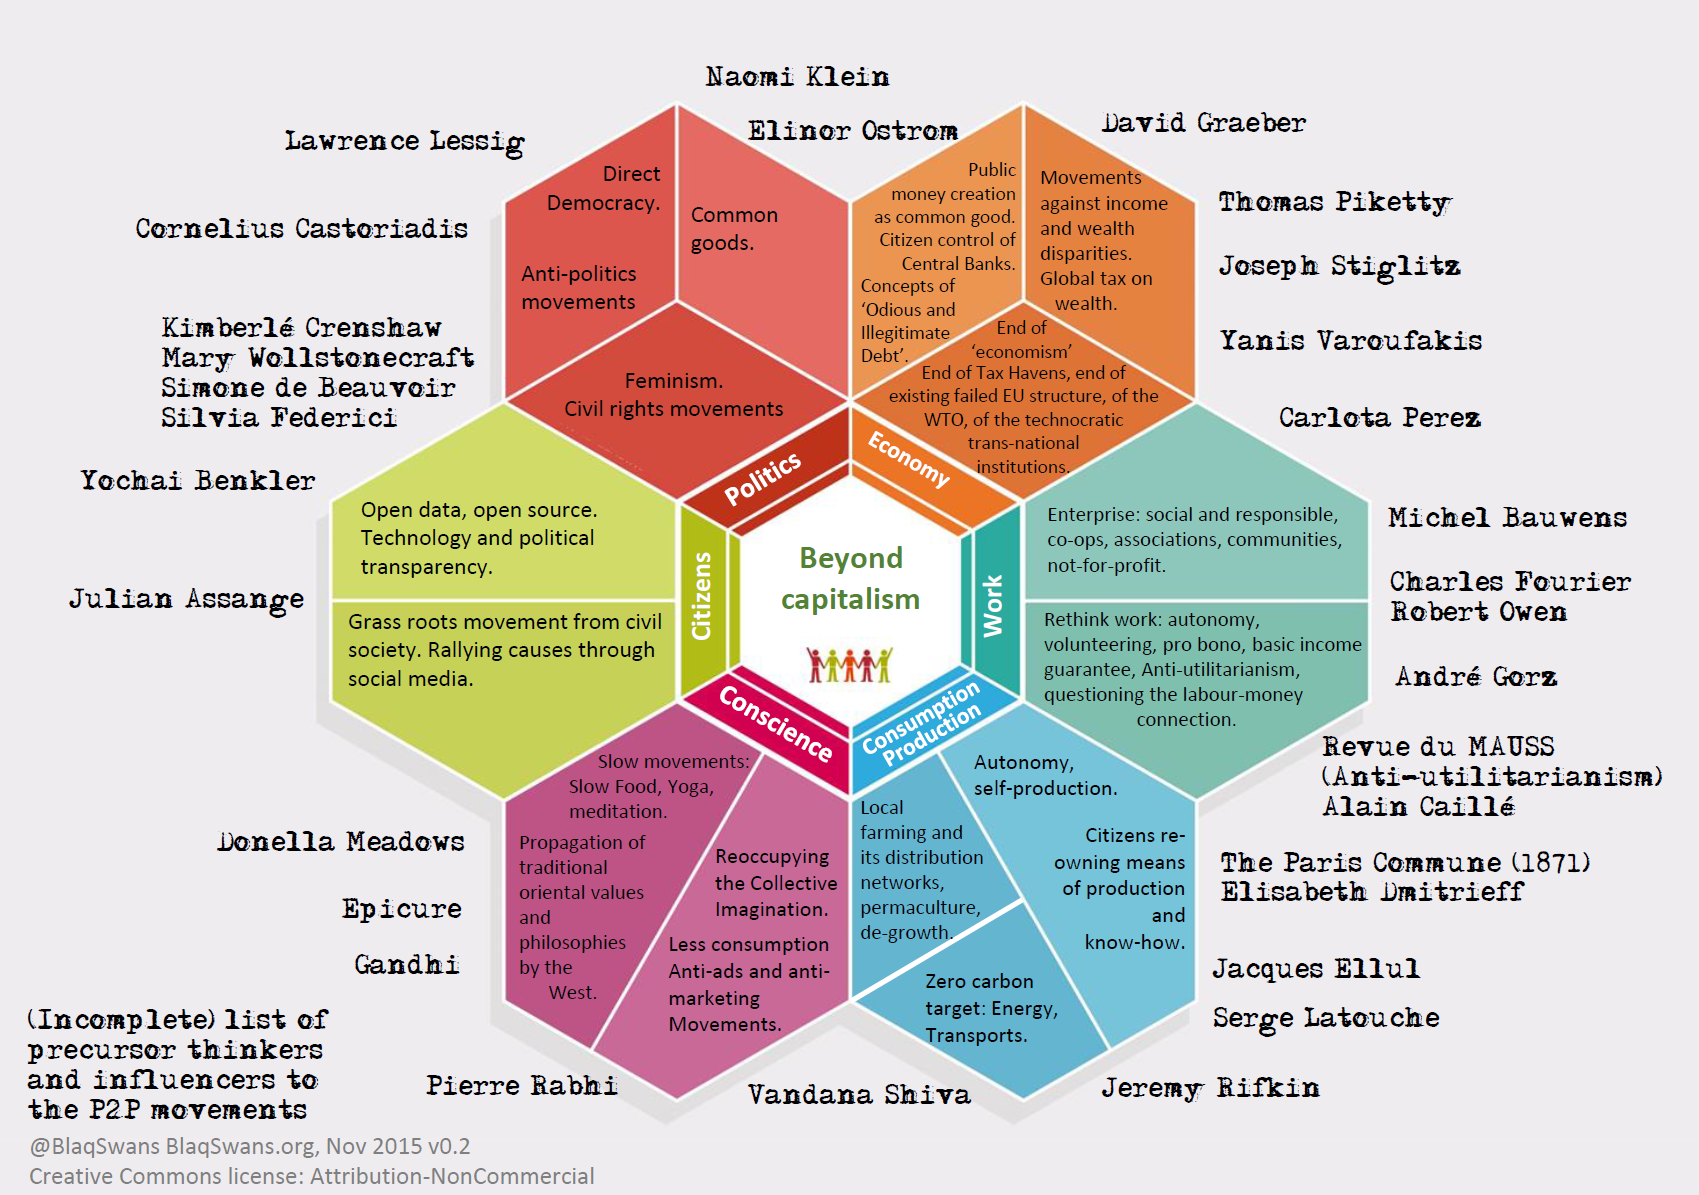 Naomi Klein
Elinor Ostrom
Lawrence Lessig
Cornelius Castoriadis
Kimberlé Crenshaw
Mary Wollstonecraft
Simone de Beauvoir
Silvia Federici
Yochai Benkler
Julian Assange
Donella Meadows
Epicure
Gandhi
Pierre Rabhi
Vandana Shiva
David Graeber
Thomas Piketty
Joseph Stiglitz
Yanis Varoufakis
Carlota Perez
Michel Bauwens
Charles Fourier
Robert Owen
André Gorz
Revue du MAUSS
(Anti-utilitarianism)
Alain Caillé
The Paris Commune (1871)
Elisabeth Dmitrieff
Jacques Ellul
Serge Latouche
Jeremy Rifkin
Direct
Democracy.
Anti-politics
movements
Common
goods.
Feminism.
Civil rights movements
Politics
Public
money creation
as common good.
Citizen control of
Central Banks.
Concepts of
‘Odious and
Illegitimate
Debt’.
Movements
against income
and wealth
disparities.
Global tax on
wealth.
End of
‘economism’
End of Tax Havens, end of
existing failed EU structure, of the
WTO, of the technocratic
trans-national
institutions.
Economy
Open data, open source.
Technology and political
transparency.
Grass roots movement from civil
society. Rallying causes through
social media.
Citizens
Beyond
capitalism
Work
Enterprise: social and responsible,
co-ops, associations, communities,
not-for-profit.
Rethink work: autonomy,
volunteering, pro bono, basic income
guarantee, Anti-utilitarianism,
questioning the labour-money
connection.
Conscience
Slow movements:
Slow Food, Yoga,
meditation.
Propagation of
traditional
oriental values
and
philosophies
by the
West.
Reoccupying
the Collective
Imagination.
Less consumption
Anti-ads and anti-
marketing
Movements.
Consumption
Production
Local
farming and
its distribution
networks,
permaculture,
de-growth.
Autonomy,
self-production.
Citizens re-
owning means
of production
and
know-how.
Zero carbon
target: Energy,
Transports.
(Incomplete) list of
precursor thinkers
and influencers to
the P2P movements
@BlaqSwans BlaqSwans.org, Nov 2015 v0.2
Creative Commons license: Attribution-NonCommercial